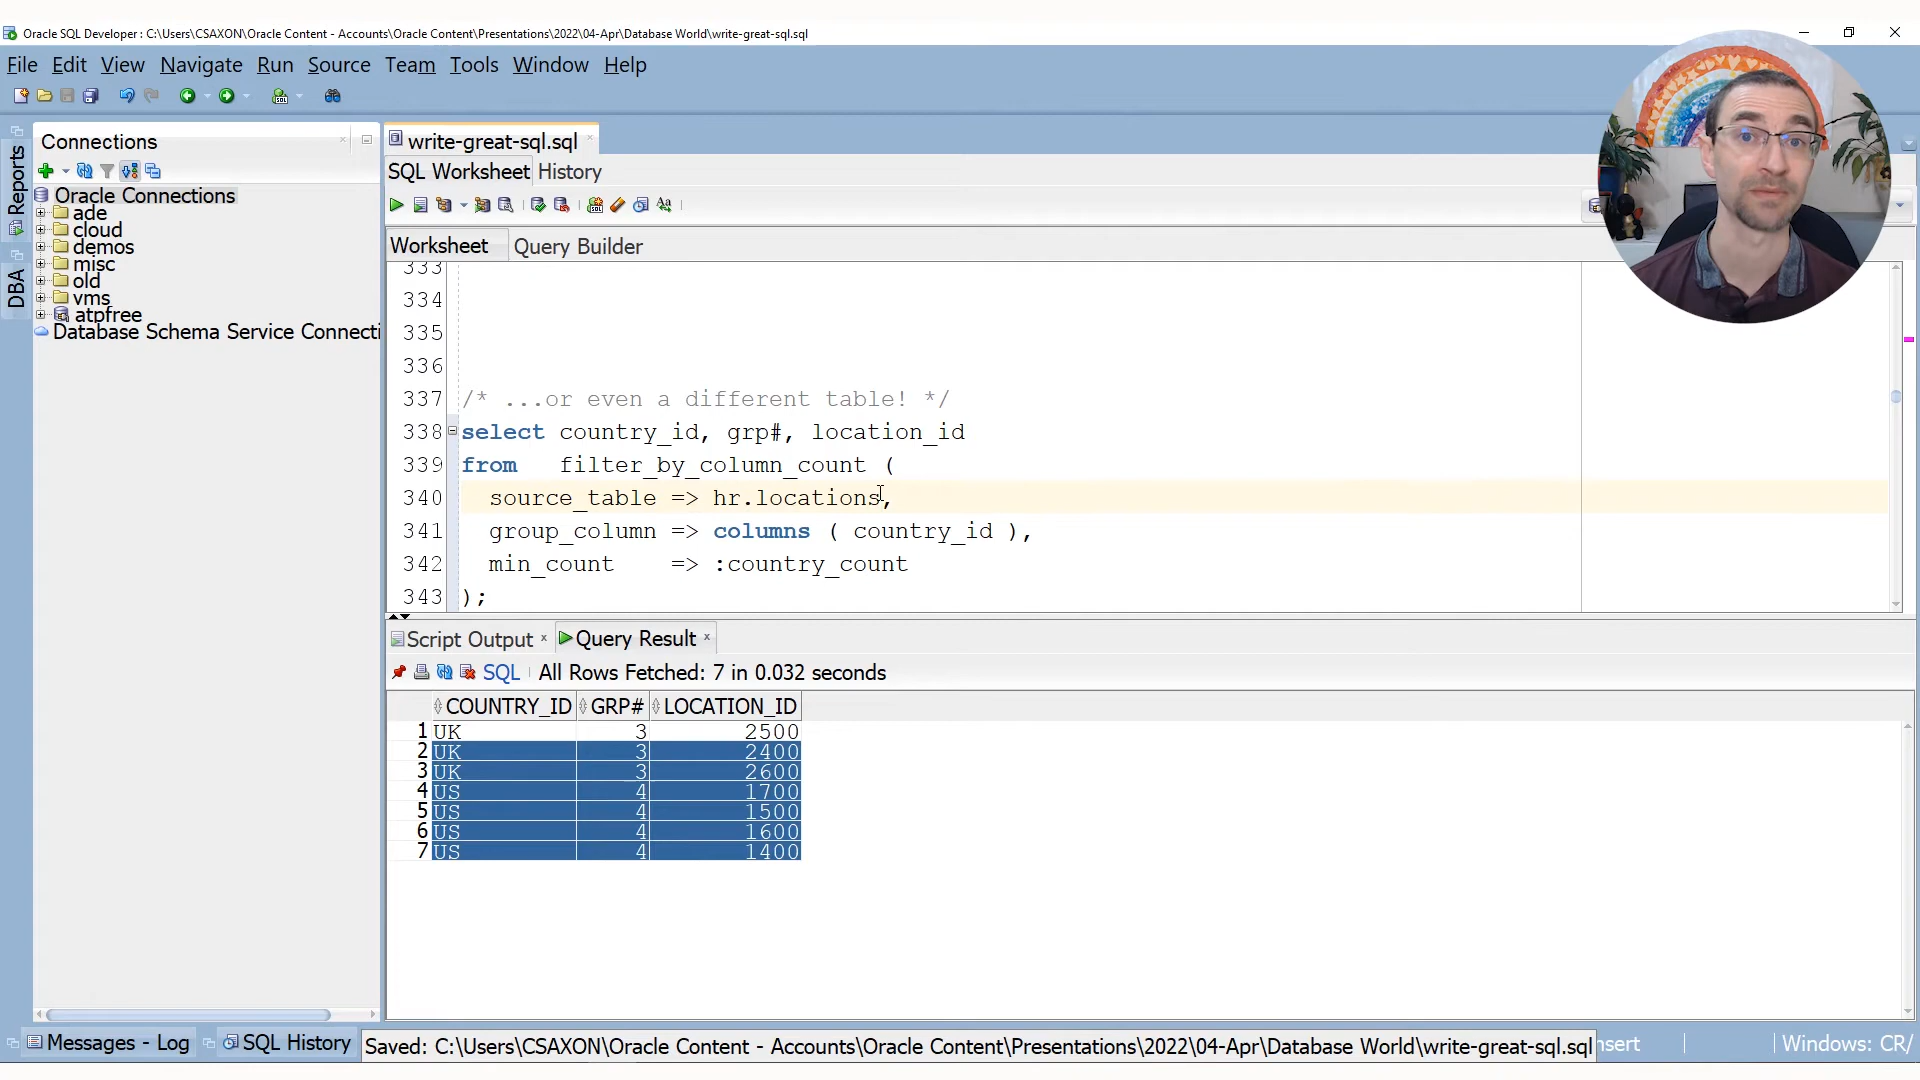 Oracle SQL Developer : C:\Users\CSAXON\Oracle Content - Accounts\Oracle Content\Presentations\2022\04-Apr\Database World\write-great-sql.sql
File Edit View Navigate Run Source Team Tools Window Help
Reports
DBA
Connections
Oracle Connections
ade
cloud
demos
misc
old
vms
atpfree
Database Schema Service Connecti
write-great-sql.sql
SQL Worksheet History
Worksheet Query Builder
333
334
335
336
337 /* ...or even a different table! */
338 select country_id, grp#, location_id
339 from filter_by_column_count (
340 source_table => hr.locations,
341 group_column => columns ( country_id ),
342 min_count => :country_count
343 );
Script Output Query Result
SQL All Rows Fetched: 7 in 0.032 seconds
COUNTRY_ID GRP# LOCATION_ID
1 UK 3 2500
2 UK 3 2400
3 UK 3 2600
4 US 4 1700
5 US 4 1500
6 US 4 1600
7 US 4 1400
Messages - Log SQL History Saved: C:\Users\CSAXON\Oracle Content - Accounts\Oracle Content\Presentations\2022\04-Apr\Database World\write-great-sql.sql nsert Windows: CR/